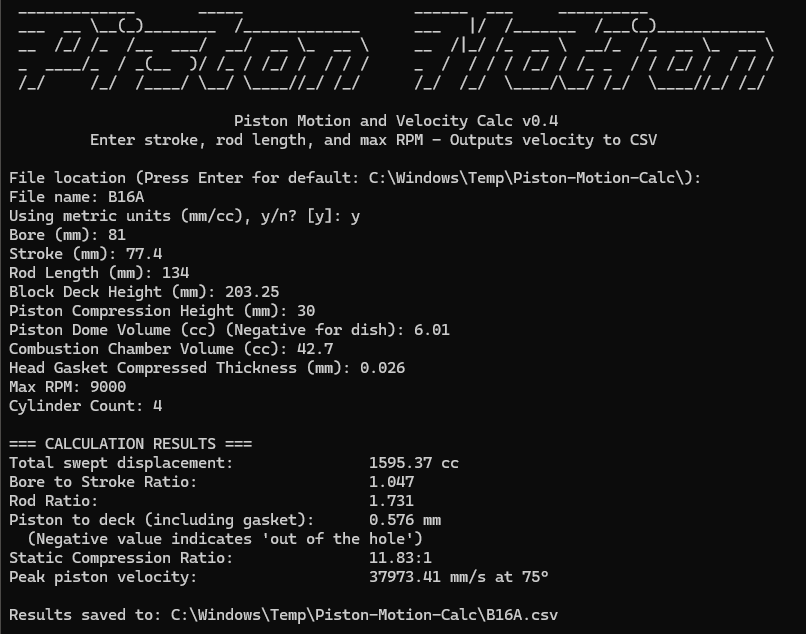 Piston Motion
Piston Motion and Velocity Calc v0.4
Enter stroke, rod length, and max RPM - Outputs velocity to CSV
File location (Press Enter for default: C:\Windows\Temp\Piston-Motion-Calc\):
File name: B16A
Using metric units (mm/cc), y/n? [y]: y
Bore (mm): 81
Stroke (mm): 77.4
Rod Length (mm): 134
Block Deck Height (mm): 203.25
Piston Compression Height (mm): 30
Piston Dome Volume (cc) (Negative for dish): 6.01
Combustion Chamber Volume (cc): 42.7
Head Gasket Compressed Thickness (mm): 0.026
Max RPM: 9000
Cylinder Count: 4
=== CALCULATION RESULTS ===
Total swept displacement: 1595.37 cc
Bore to Stroke Ratio: 1.047
Rod Ratio: 1.731
Piston to deck (including gasket): 0.576 mm
(Negative value indicates 'out of the hole')
Static Compression Ratio: 11.83:1
Peak piston velocity: 37973.41 mm/s at 75º
Results saved to: C:\Windows\Temp\Piston-Motion-Calc\B16A.csv